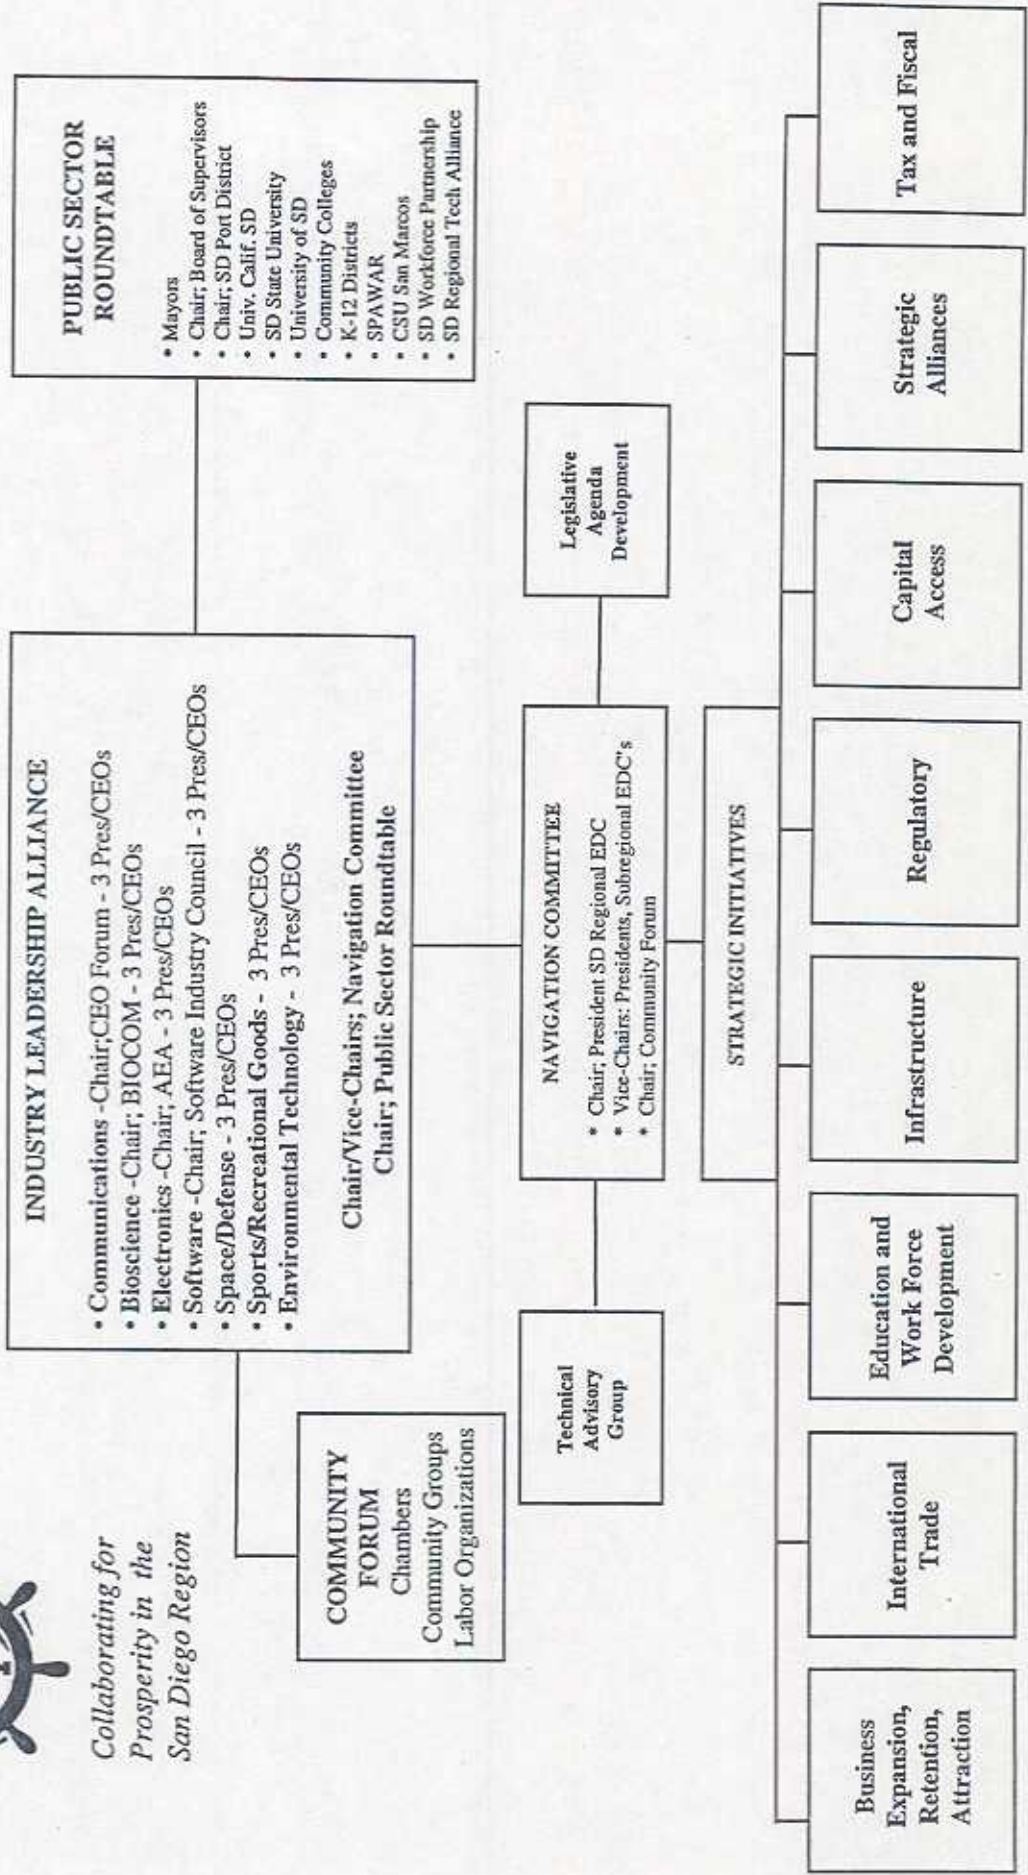 Collaborating for
Prosperity in the
San Diego Region
INDUSTRY LEADERSHIP ALLIANCE
• Communications -Chair;CEO Forum - 3 Pres/CEOs
• Bioscience -Chair; BIOCOM - 3 Pres/CEOs
• Electronics -Chair; AEA - 3 Pres/CEOs
• Software -Chair; Software Industry Council - 3 Pres/CEOs
• Space/Defense - 3 Pres/CEOs
• Sports/Recreational Goods - 3 Pres/CEOs
• Environmental Technology - 3 Pres/CEOs
Chair/Vice-Chairs; Navigation Committee
Chair; Public Sector Roundtable
PUBLIC SECTOR
ROUNDTABLE
• Mayors
• Chair; Board of Supervisors
• Chair; SD Port District
• Univ. Calif. SD
• SD State University
• University of SD
• Community Colleges
• K-12 Districts
• SPAWAR
• CSU San Marcos
• SD Workforce Partnership
• SD Regional Tech Alliance
COMMUNITY
FORUM
Chambers
Community Groups
Labor Organizations
Technical
Advisory
Group
NAVIGATION COMMITTEE
• Chair; President SD Regional EDC
• Vice-Chairs: Presidents, Subregional EDC's
• Chair; Community Forum
Legislative
Agenda
Development
STRATEGIC INITIATIVES
Business
Expansion,
Retention,
Attraction
International
Trade
Education and
Work Force
Development
Infrastructure
Regulatory
Capital
Access
Strategic
Alliances
Tax and Fiscal